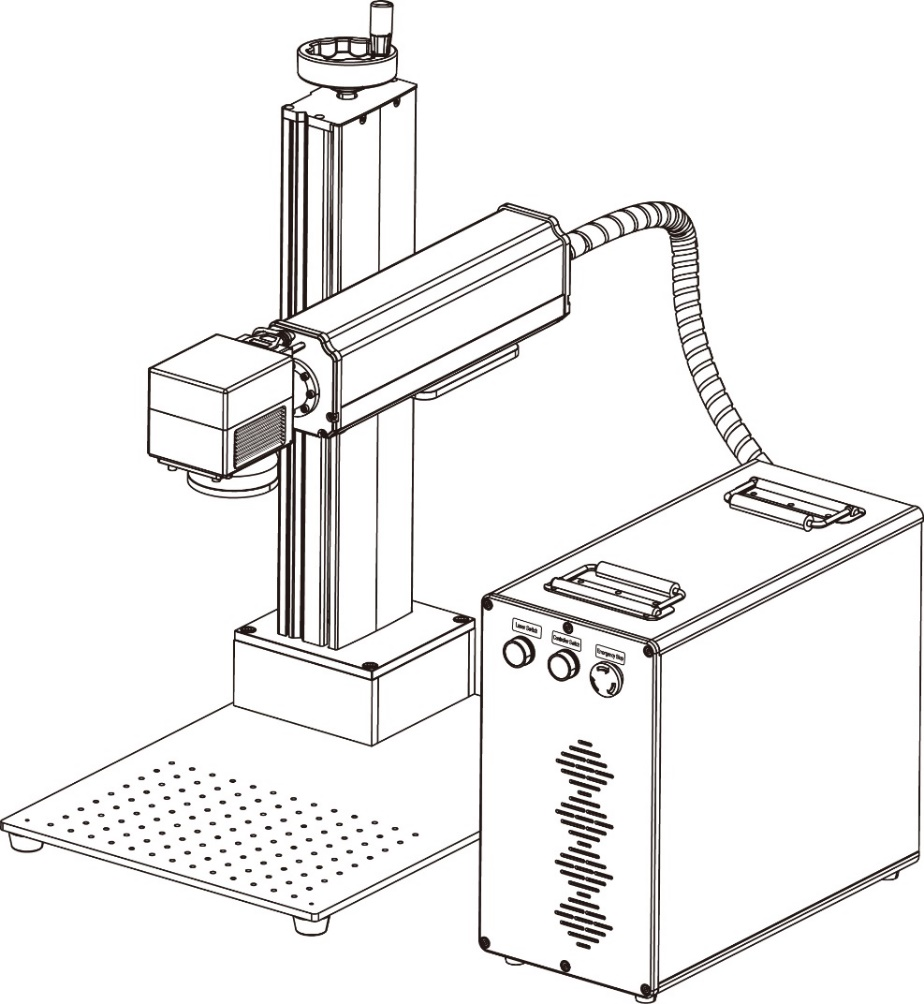 Laser Switch
Controller Switch
Emergency Stop